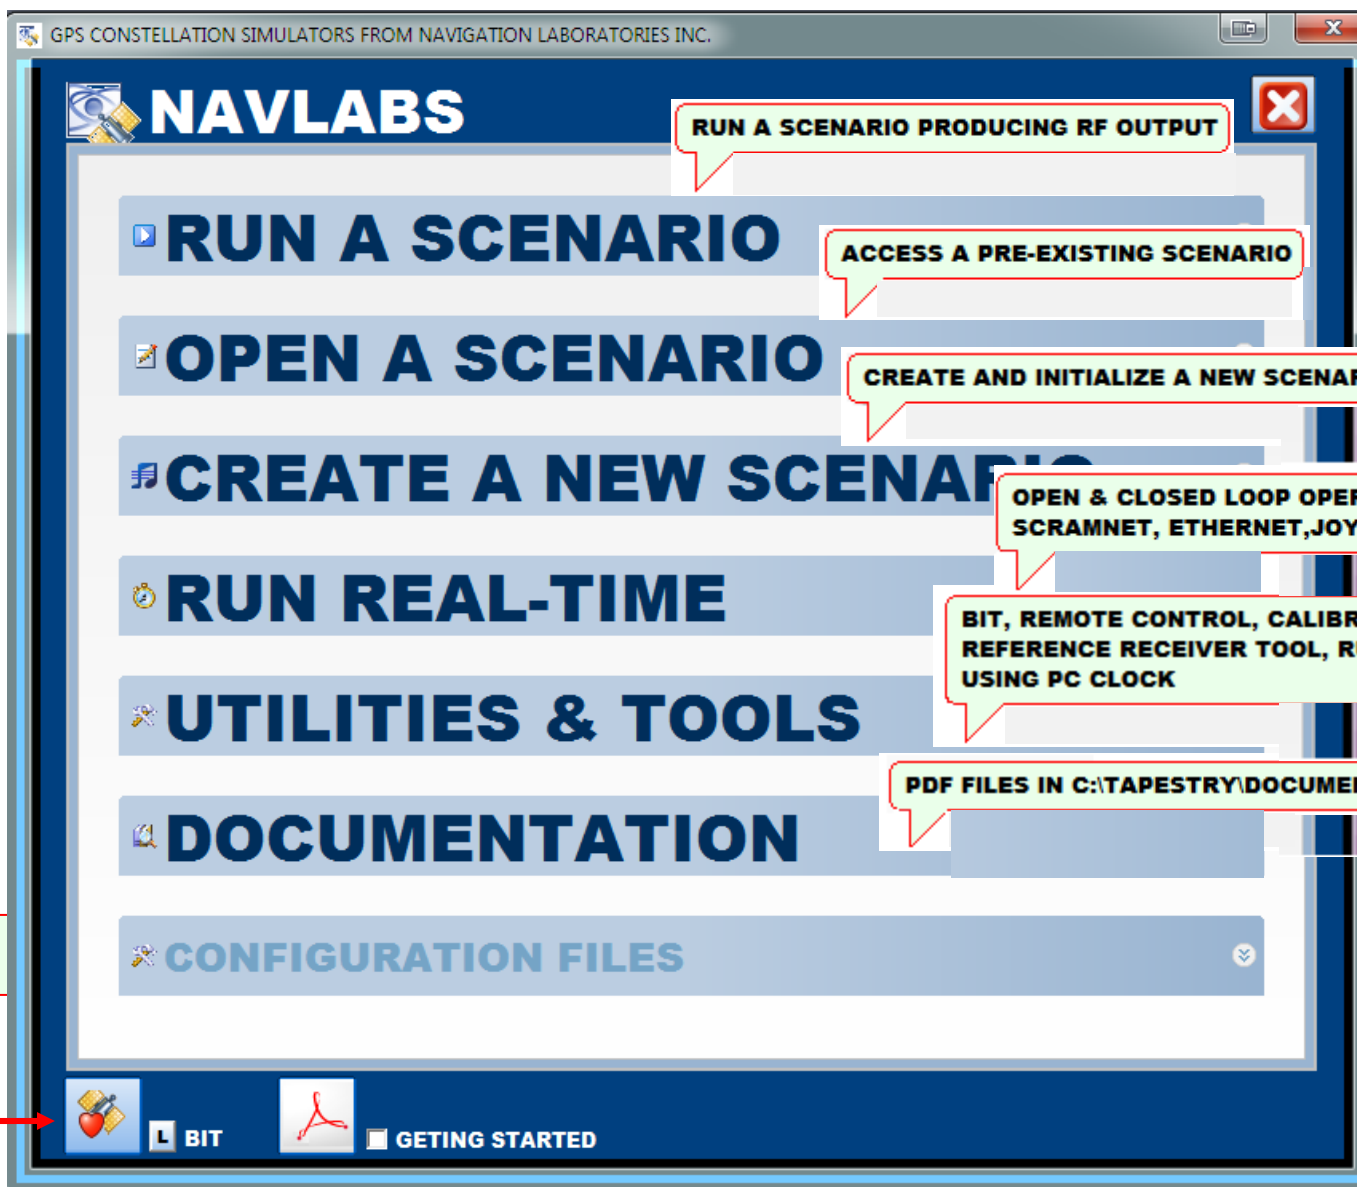 GPS CONSTELLATION SIMULATORS FROM NAVIGATION LABORATORIES INC.
NAVLABS
RUN A SCENARIO PRODUCING RF OUTPUT
RUN A SCENARIO
ACCESS A PRE-EXISTING SCENARIO
OPEN A SCENARIO
CREATE AND INITIALIZE A NEW
CREATE A NEW
OPEN & CLOSED LOOP
SCRAMNET, ETHERNET,
RUN REAL-TIME
BIT, REMOTE CONTROL,
REFERENCE RECEIVER TOOL,
USING PC CLOCK
UTILITIES & TOOLS
PDF FILES IN
DOCUMENTATION
CONFIGURATION FILES
L BIT
GETING STARTED